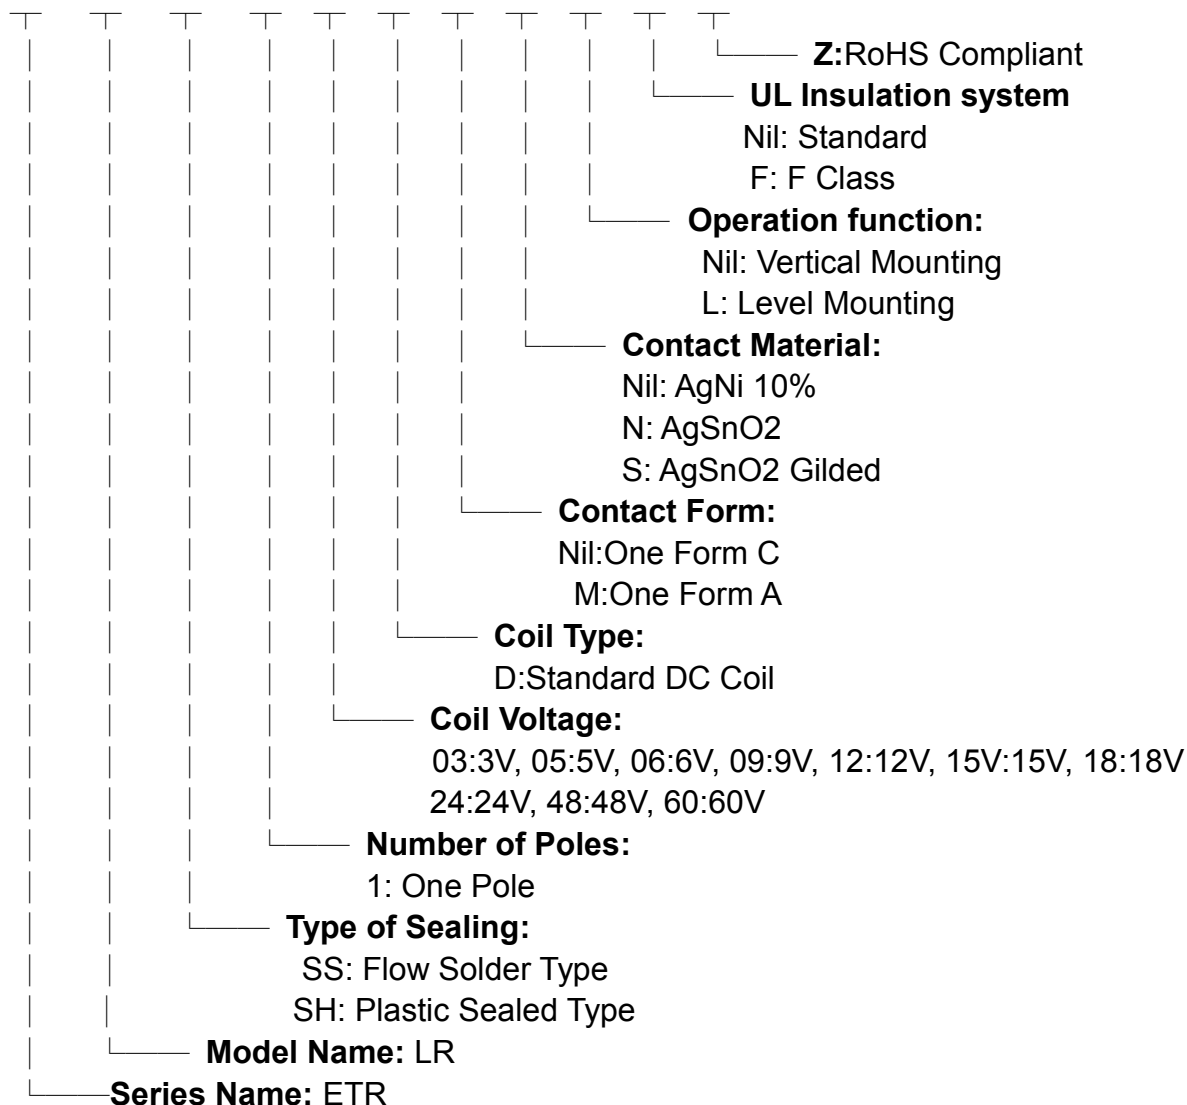 Z:RoHS Compliant
UL Insulation system
Nil: Standard
F: F Class
Operation function:
Nil: Vertical Mounting
L: Level Mounting
Contact Material:
Nil: AgNi 10%
N: AgSnO2
S: AgSnO2 Gilded
Contact Form:
Nil:One Form C
M:One Form A
Coil Type:
D:Standard DC Coil
Coil Voltage:
03:3V, 05:5V, 06:6V, 09:9V, 12:12V, 15V:15V, 18:18V
24:24V, 48:48V, 60:60V
Number of Poles:
1: One Pole
Type of Sealing:
SS: Flow Solder Type
SH: Plastic Sealed Type
Model Name: LR
Series Name: ETR